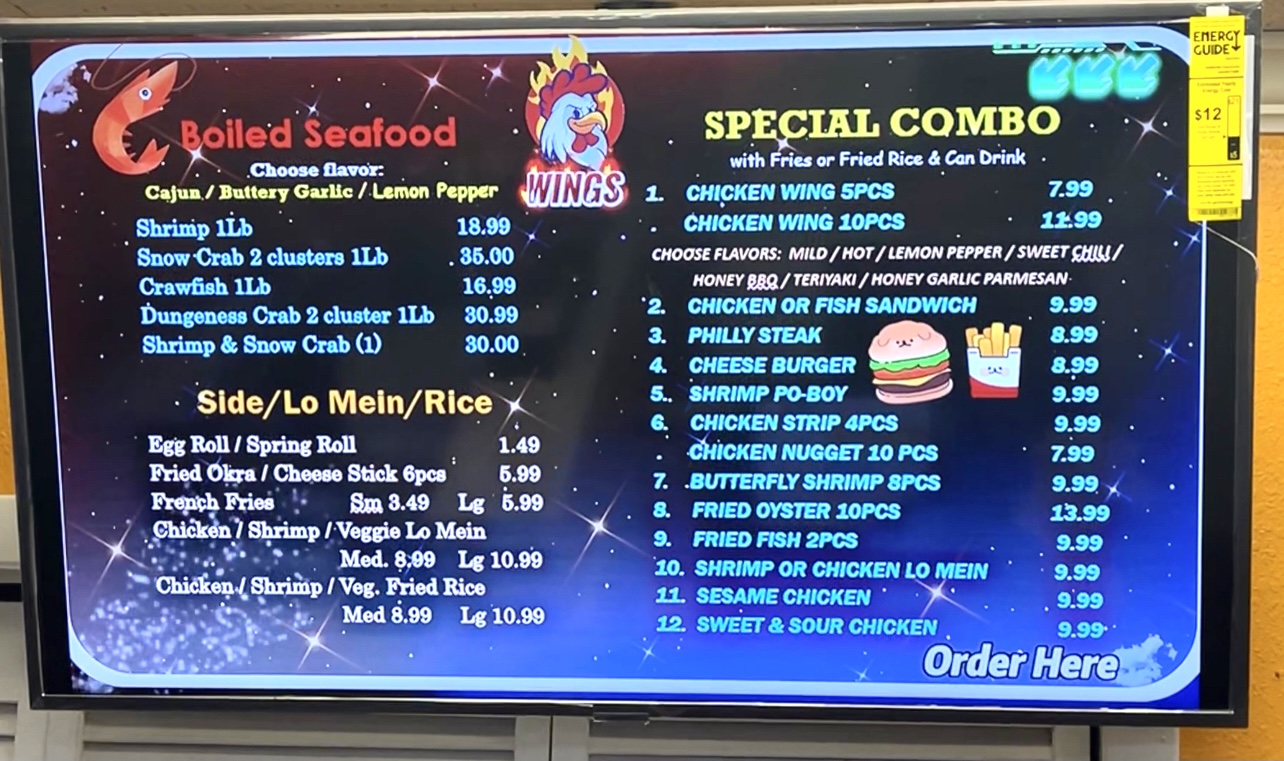 Boiled Seafood
Choose flavor:
Cajun / Buttery Garlic / Lemon Pepper
Shrimp 1Lb 18.99
Snow Crab 2 clusters 1Lb 35.00
Crawfish 1Lb 16.99
Dungeness Crab 2 cluster 1Lb 30.99
Shrimp & Snow Crab (1) 30.00
Side/Lo Mein/Rice
Egg Roll / Spring Roll 1.49
Fried Okra / Cheese Stick 6pcs 5.99
French Fries Sm 3.49 Lg 5.99
Chicken / Shrimp / Veggie Lo Mein
Med. 8.99 Lg 10.99
Chicken / Shrimp / Veg. Fried Rice
Med 8.99 Lg 10.99
WINGS
SPECIAL COMBO
with Fries or Fried Rice & Can Drink
1. CHICKEN WING 5PCS 7.99
. CHICKEN WING 10PCS 11.99
CHOOSE FLAVORS: MILD / HOT / LEMON PEPPER / SWEET CHILI /
HONEY BBQ / TERIYAKI / HONEY GARLIC PARMESAN
2. CHICKEN OR FISH SANDWICH 9.99
3. PHILLY STEAK 8.99
4. CHEESE BURGER 8.99
5. SHRIMP PO-BOY 9.99
6. CHICKEN STRIP 4PCS 9.99
. CHICKEN NUGGET 10 PCS 7.99
7. BUTTERFLY SHRIMP 8PCS 9.99
8. FRIED OYSTER 10PCS 13.99
9. FRIED FISH 2PCS 9.99
10. SHRIMP OR CHICKEN LO MEIN 9.99
11. SESAME CHICKEN 9.99
12. SWEET & SOUR CHICKEN 9.99
Order Here
ENERGY
GUIDE
$12